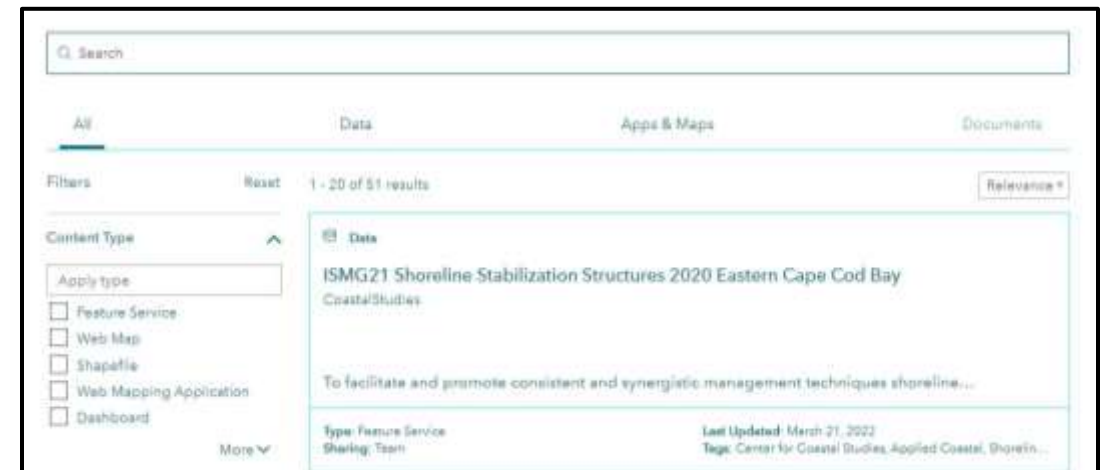 Search
All Data Apps & Maps Documents
Filters Reset 1 - 20 of 51 results Relevance
Content Type Data
Apply type
ISMG21 Shoreline Stabilization Structures 2020 Eastern Cape Cod Bay
CoastalStudies
Feature Service
Web Map
Shapefile
Web Mapping Application
Dashboard
More
To facilitate and promote consistent and synergistic management techniques shoreline...
Type: Feature Service Last Updated: March 21, 2022
Sharing: Team Tags: Center for Coastal Studies, Applied Coastal, Shorelin...